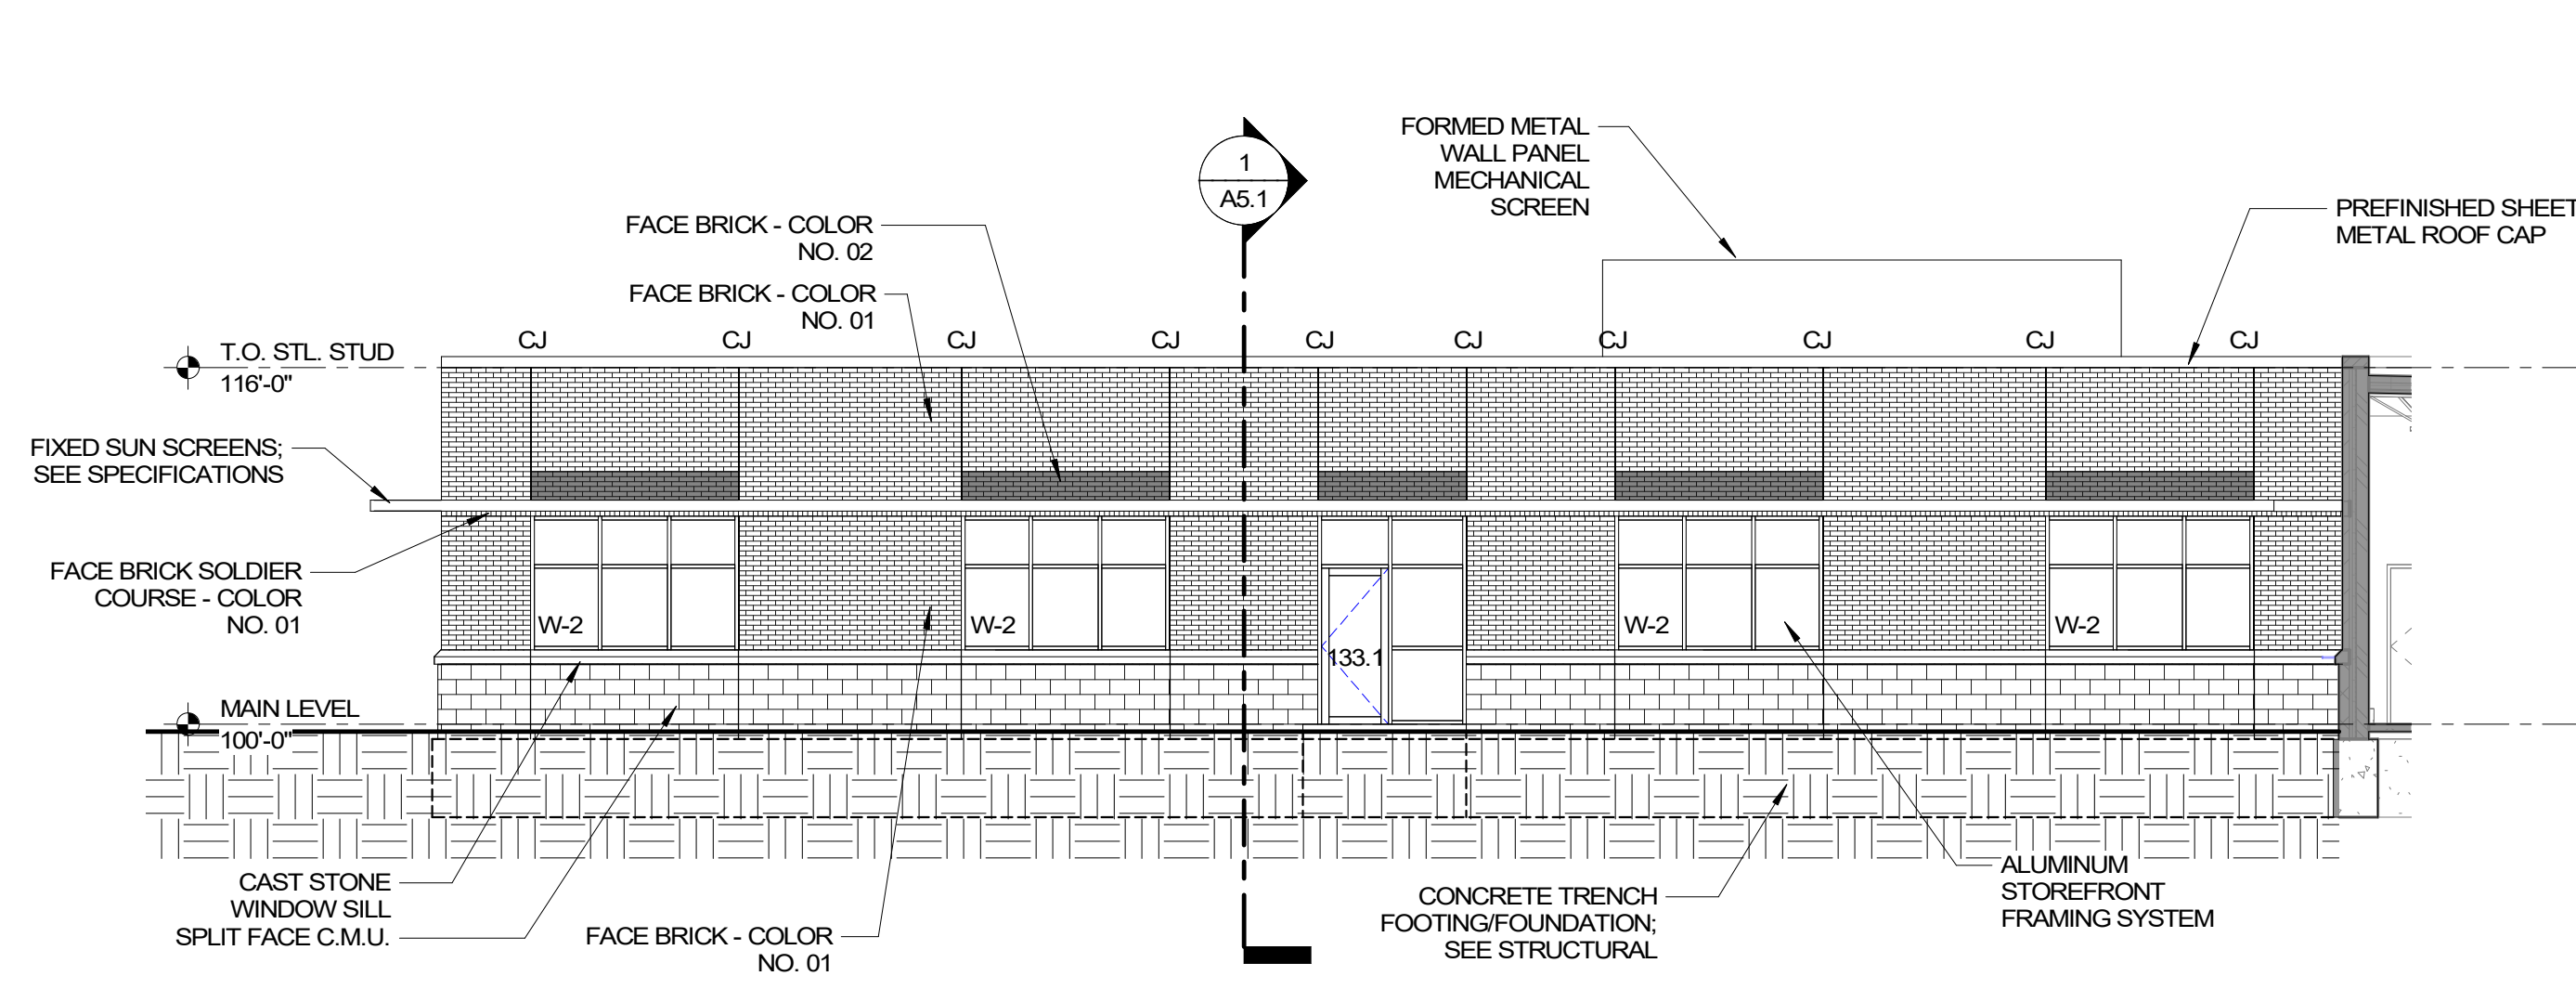 FORMED METAL
WALL PANEL
MECHANICAL
SCREEN
1
A5.1
PREFINISHED SHEET
METAL ROOF CAP
FACE BRICK - COLOR
NO. 02
FACE BRICK - COLOR
NO. 01
CJ CJ CJ CJ CJ CJ CJ CJ CJ CJ
T.O. STL. STUD
116'-0"
FIXED SUN SCREENS;
SEE SPECIFICATIONS
FACE BRICK SOLDIER
COURSE - COLOR
NO. 01
W-2 W-2 W-2 W-2
133.1
MAIN LEVEL
100'-0"
CAST STONE
WINDOW SILL
SPLIT FACE C.M.U.
FACE BRICK - COLOR
NO. 01
CONCRETE TRENCH
FOOTING/FOUNDATION;
SEE STRUCTURAL
ALUMINUM
STOREFRONT
FRAMING SYSTEM